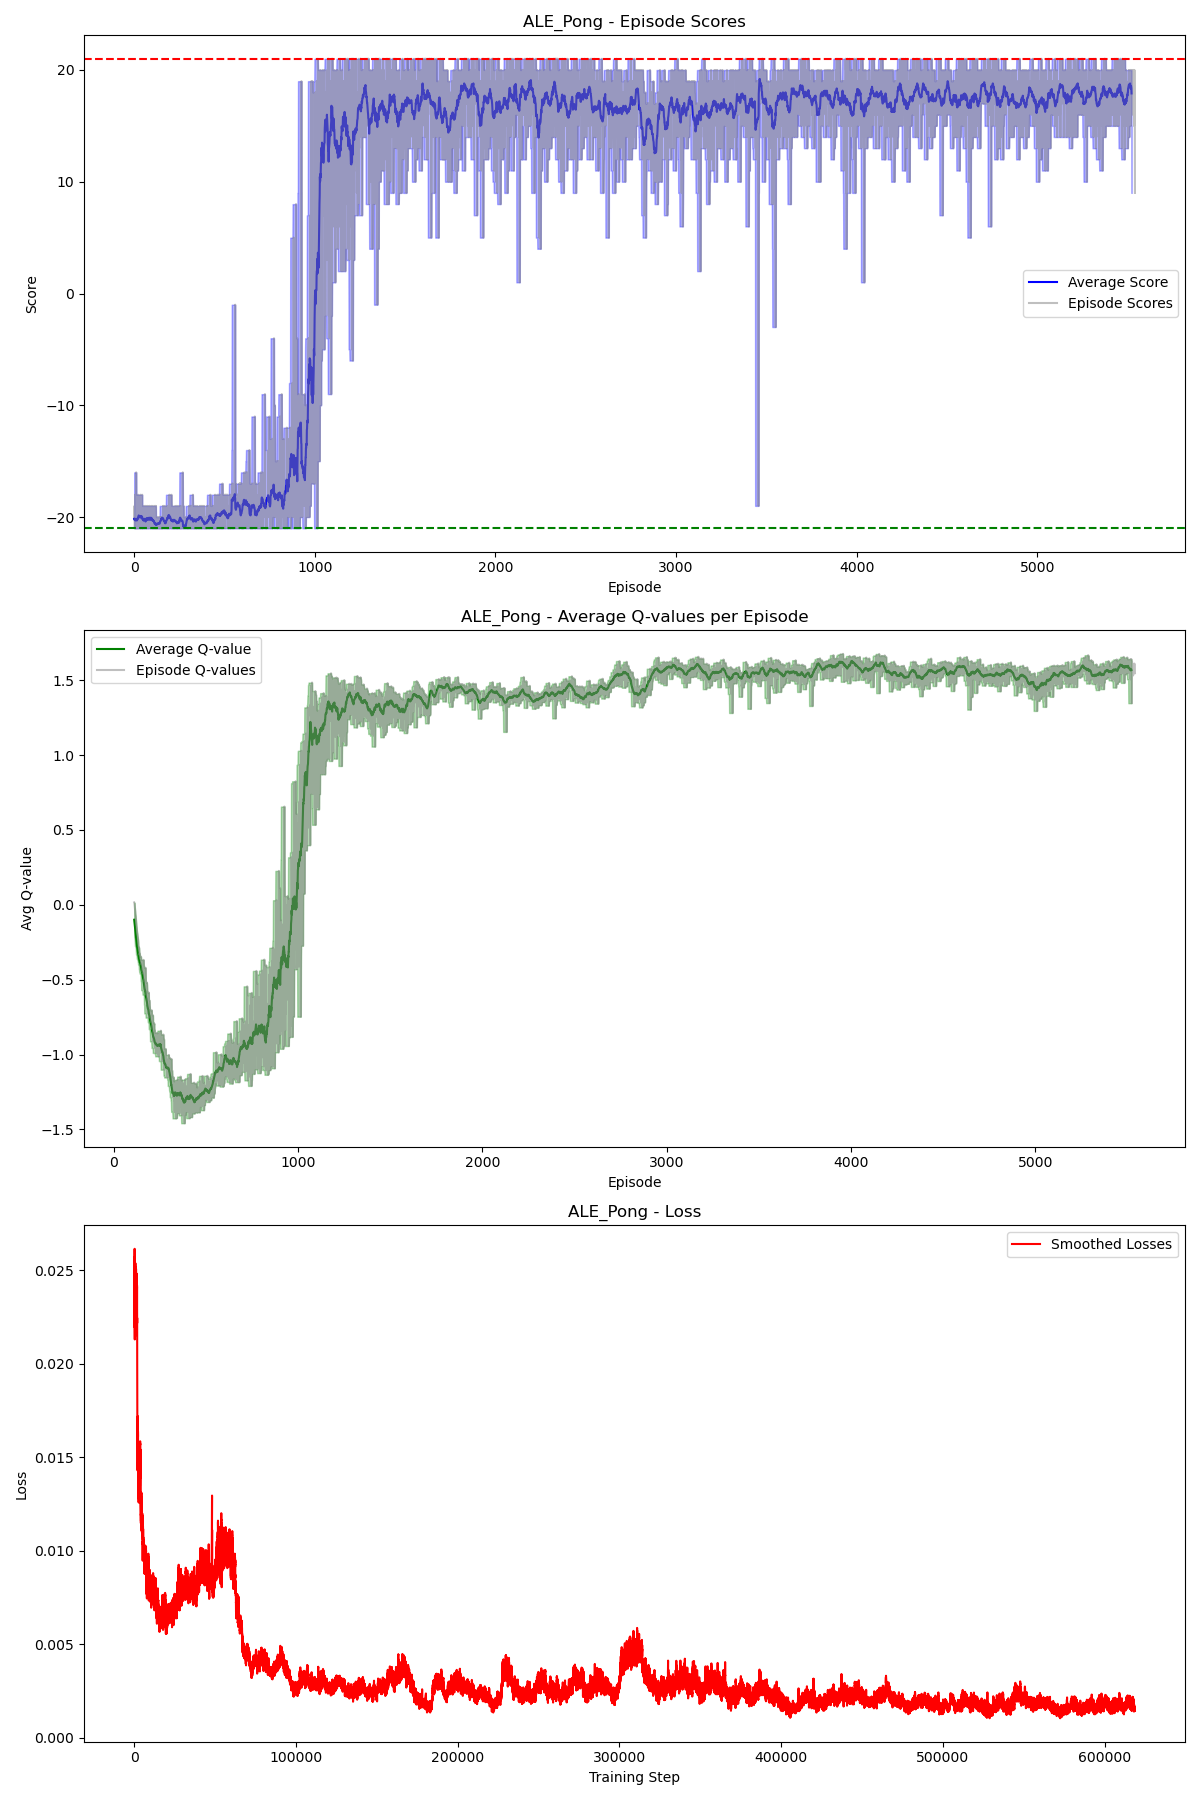 ALE_Pong - Episode Scores
20
10
0
−10
−20
Score
Average Score
Episode Scores
0 1000 2000 3000 4000 5000
Episode
ALE_Pong - Average Q-values per Episode
Average Q-value
Episode Q-values
1.5
1.0
0.5
0.0
−0.5
−1.0
−1.5
Avg Q-value
0 1000 2000 3000 4000 5000
Episode
ALE_Pong - Loss
Smoothed Losses
0.025
0.020
0.015
0.010
0.005
0.000
Loss
0 100000 200000 300000 400000 500000 600000
Training Step